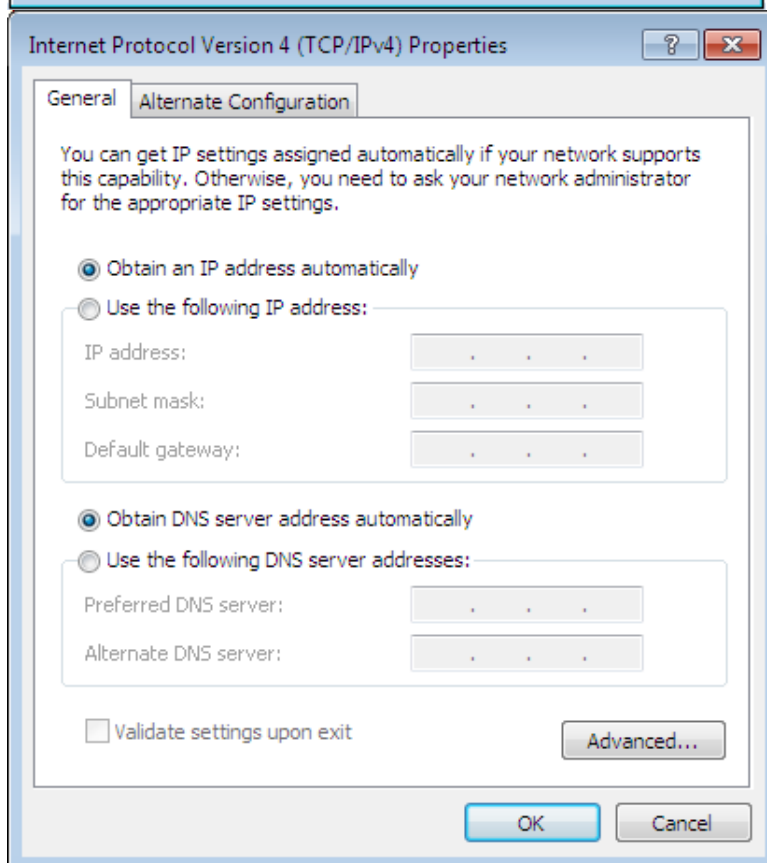 Internet Protocol Version 4 (TCP/IPv4) Properties
?
General
Alternate Configuration
You can get IP settings assigned automatically if your network supports
this capability. Otherwise, you need to ask your network administrator
for the appropriate IP settings.
Obtain an IP address automatically
Use the following IP address:
IP address: . . .
Subnet mask: . . .
Default gateway: . . .
Obtain DNS server address automatically
Use the following DNS server addresses:
Preferred DNS server: . . .
Alternate DNS server: . . .
Validate settings upon exit
Advanced...
OK
Cancel